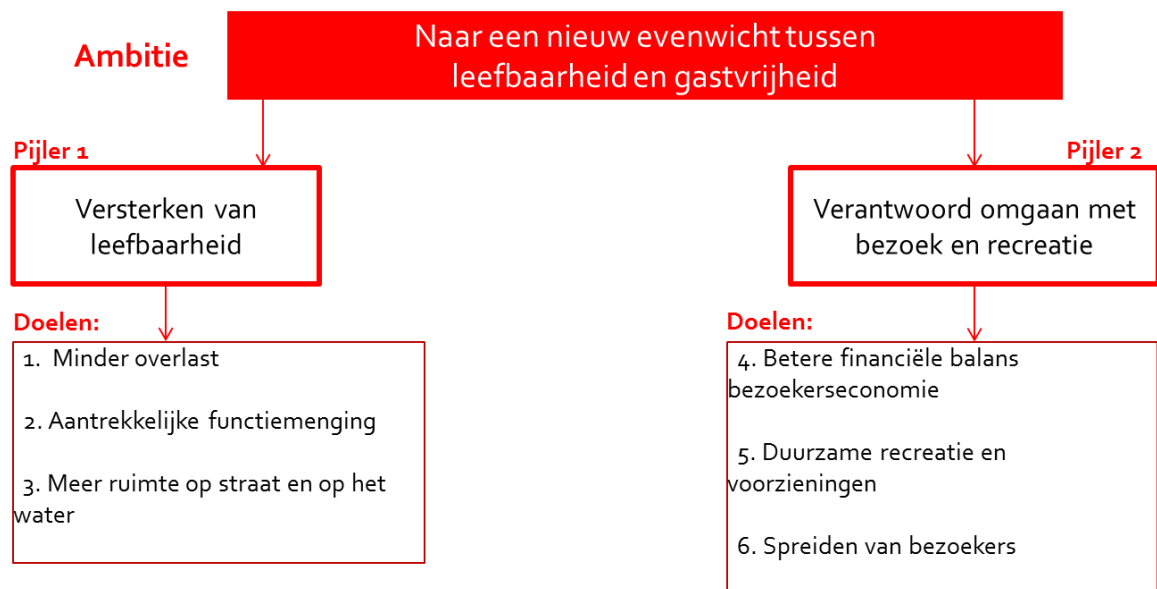 Ambitie
Naar een nieuw evenwicht tussen
leefbaarheid en gastvrijheid
Pijler 1
Versterken van
leefbaarheid
Doelen:
1. Minder overlast
2. Aantrekkelijke functiemenging
3. Meer ruimte op straat en op het
water
Pijler 2
Verantwoord omgaan met
bezoek en recreatie
Doelen:
4. Betere financiële balans
bezoekerseconomie
5. Duurzame recreatie en
voorzieningen
6. Spreiden van bezoekers